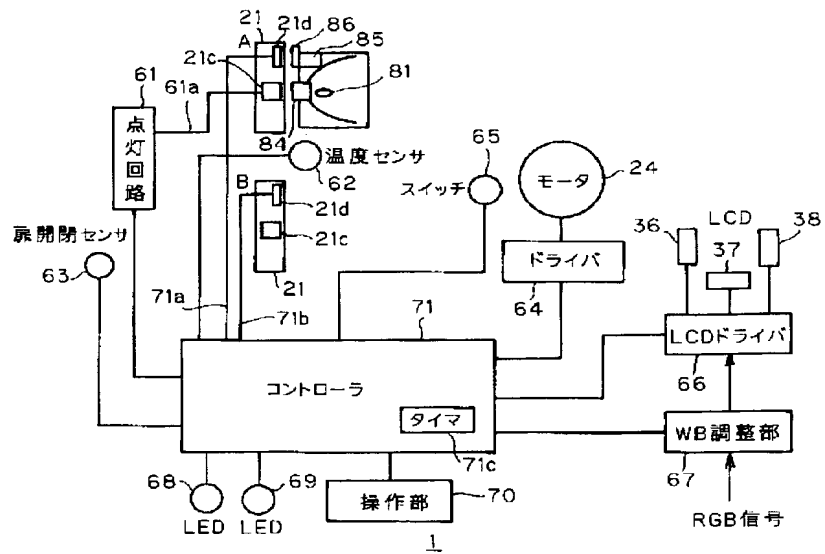 21
21d
86
85
A
21c
81
61
61a
点灯回路
84
温度センサ
62
65
スイッチ
モータ
24
B
21d
21c
21
扉開閉センサ
63
ドライバ
64
36
LCD
38
37
LCDドライバ
66
71a
71b
71
コントローラ
タイマ
71c
WB調整部
67
68
69
LED
LED
操作部
70
RGB信号
1